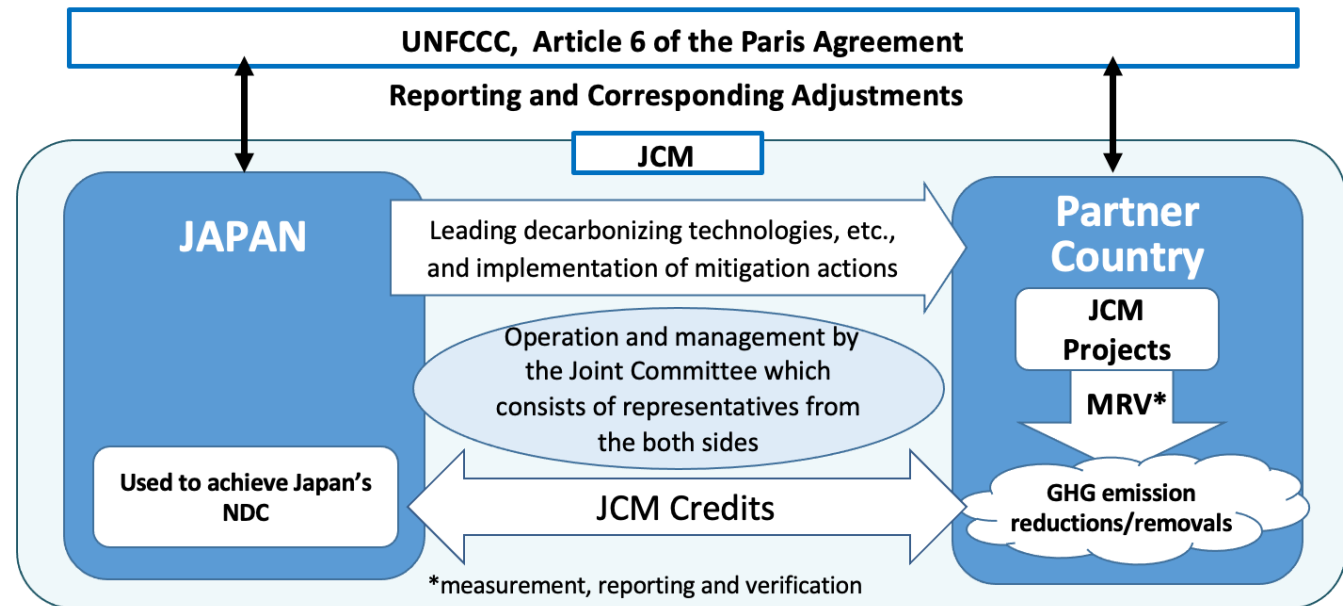 UNFCCC, Article 6 of the Paris Agreement
Reporting and Corresponding Adjustments
JCM
JAPAN
Leading decarbonizing technologies, etc.,
and implementation of mitigation actions
Partner
Country
JCM
Projects
Operation and management by
the Joint Committee which
consists of representatives from
the both sides
MRV*
Used to achieve Japan's
NDC
JCM Credits
GHG emission
reductions/removals
*measurement, reporting and verification